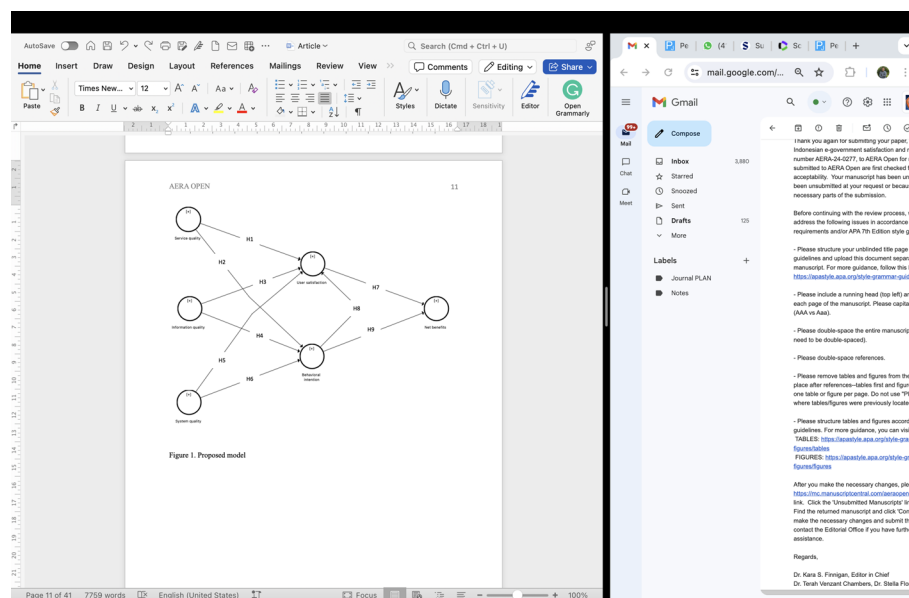 AutoSave
Article
Search (Cmd + Ctrl + U)
Home Insert Draw Design Layout References Mailings Review View
Comments Editing Share
Paste
Times New... 12
Styles
Dictate
Sensitivity
Editor
Open
Grammarly
AERA OPEN 11
[+]
Service quality
H1
H2
[+]
User satisfaction
H3
H7
[+]
Information quality
H8
[+]
Net benefits
H4
H9
[+]
Behavioral
intention
H5
H6
[+]
System quality
Figure 1. Proposed model
Page 11 of 41 7759 words English (United States) Focus 100%
Pe (4 Su Sc Pe
mail.google.com/...
Gmail
99+
Mail
Chat
Meet
Compose
Inbox 3,880
Starred
Snoozed
Sent
Drafts 125
More
Labels
Journal PLAN
Notes
Thank you again for submitting your paper,
Indonesian e-government satisfaction and
number AERA-24-0277, to AERA Open for
submitted to AERA Open are first checked
acceptability. Your manuscript has been un
been unsubmitted at your request or becau
necessary parts of the submission.
Before continuing with the review process,
address the following issues in accordance
requirements and/or APA 7th Edition style g
- Please structure your unblinded title page
guidelines and upload this document separ
manuscript. For more guidance, follow this
https://apastyle.apa.org/style-grammar-guid
- Please include a running head (top left) an
each page of the manuscript. Please capita
(AAA vs Aaa).
- Please double-space the entire manuscrip
need to be double-spaced).
- Please double-space references.
- Please remove tables and figures from the
place after references--tables first and figur
one table or figure per page. Do not use "Pl
where tables/figures were previously locate
- Please structure tables and figures accord
guidelines. For more guidance, you can visi
TABLES: https://apastyle.apa.org/style-gra
figures/tables
FIGURES: https://apastyle.apa.org/style-g
figures/figures
After you make the necessary changes, ple
https://mc.manuscriptcentral.com/aeraopen
link. Click the 'Unsubmitted Manuscripts' lin
Find the returned manuscript and click 'Con
make the necessary changes and submit th
contact the Editorial Office if you have furth
assistance.
Regards,
Dr. Kara S. Finnigan, Editor in Chief
Dr. Terah Venzant Chambers, Dr. Stella Flo